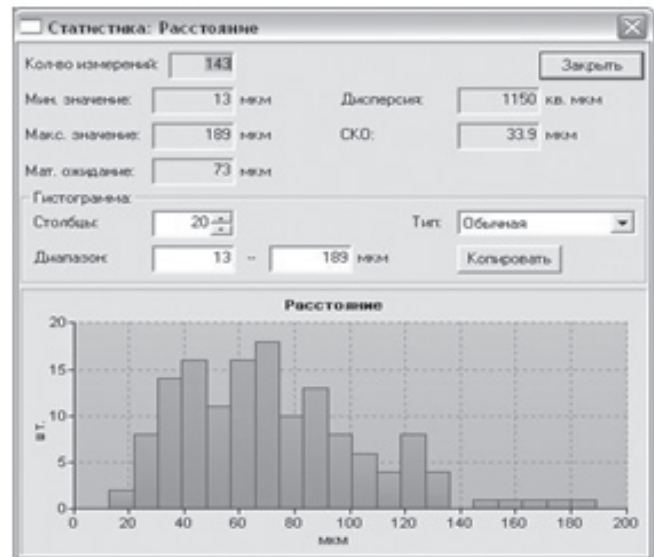 Статистика: Расстояние
Кол-во измерений: 143 Закрыть
Мин. значение: 13 мкм Дисперсия: 1150 кв. мкм
Макс. значение: 189 мкм СКО: 33.9 мкм
Мат. ожидание: 73 мкм
Гистограмма:
Столбцы: 20 Тип: Обычная
Диапазон: 13 -- 189 мкм Копировать
Расстояние
20
15
10
5
0
шт.
0 20 40 60 80 100 120 140 160 180 200
мкм